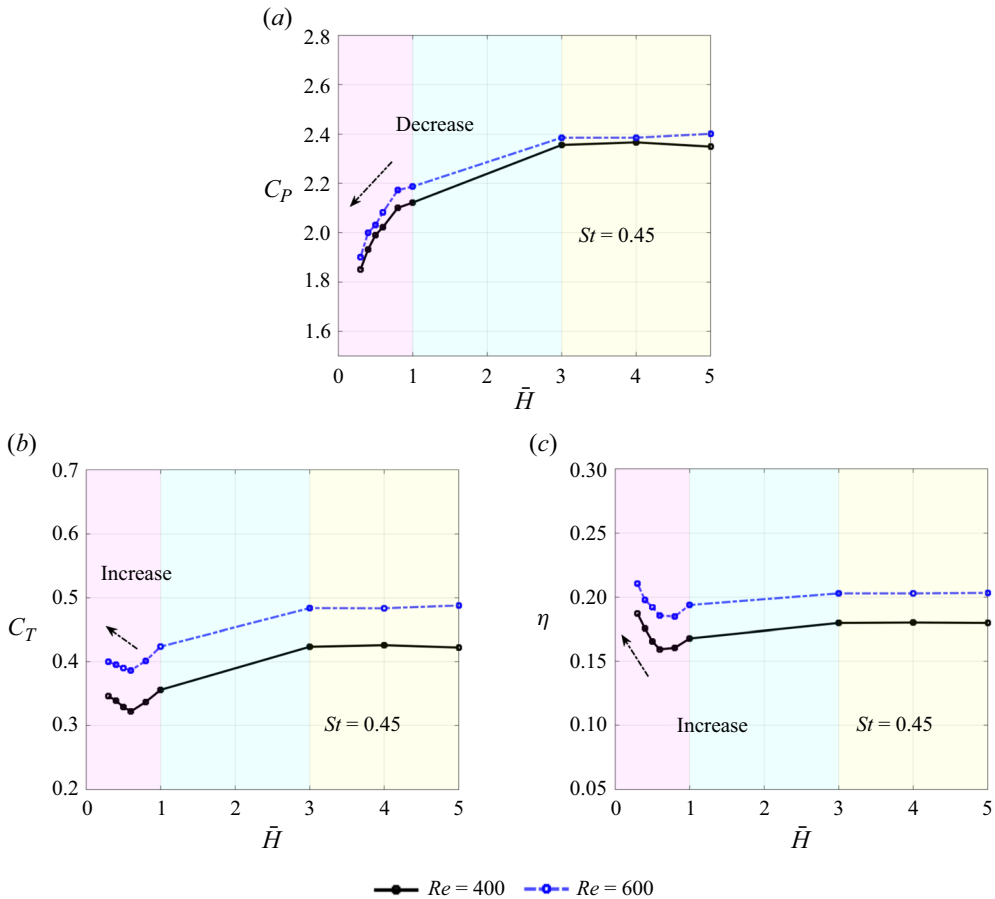 (a)
2.8
2.4
Decrease
C_P
2.2
2.0
St = 0.45
1.8
1.6
0 1 2 3 4 5
H̄
(b) (c)
0.7
0.6
Increase
0.5
C_T
0.4
0.3
St = 0.45
0.2
0 1 2 3 4 5
H̄
0.30
0.25
0.20
η
0.15
Increase
0.10
St = 0.45
0.05
0 1 2 3 4 5
H̄
Re = 400 Re = 600